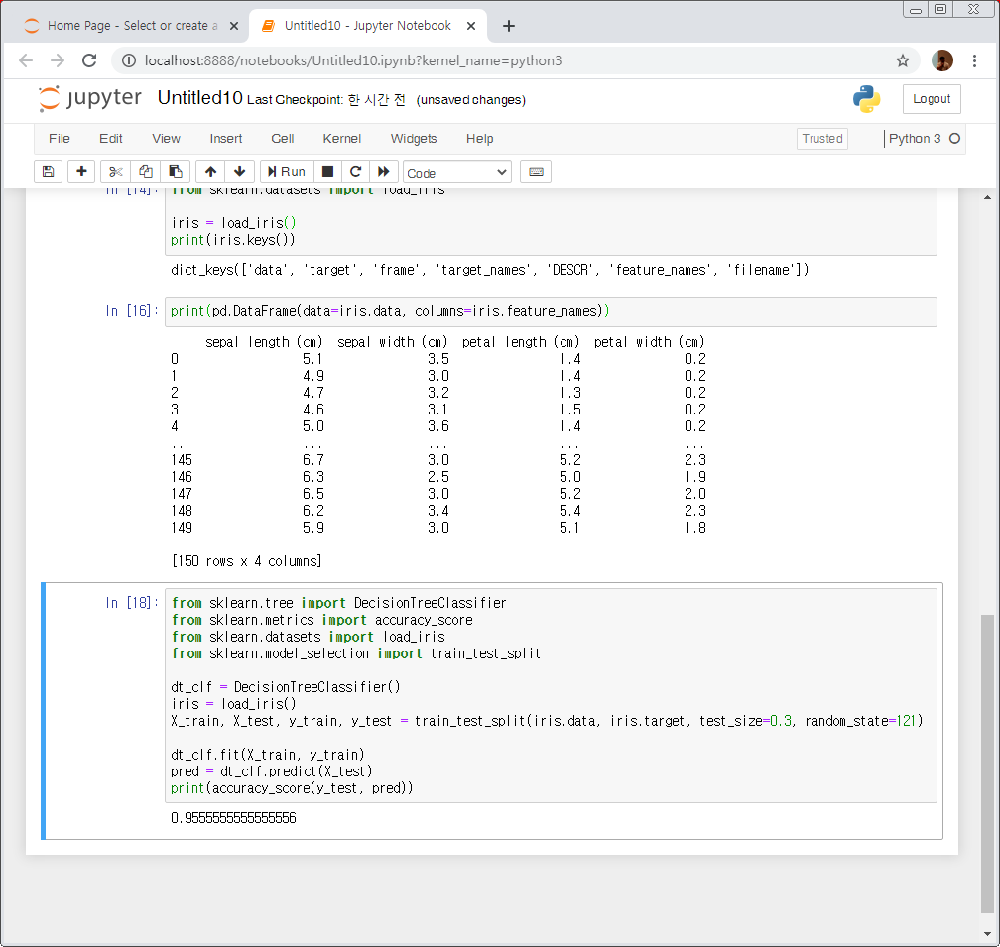 Home Page - Select or create a
Untitled10 - Jupyter Notebook
localhost:8888/notebooks/Untitled10.ipynb?kernel_name=python3
jupyter Untitled10 Last Checkpoint: 한 시간 전 (unsaved changes)
Logout
File Edit View Insert Cell Kernel Widgets Help
Trusted
Python 3
Run
Code
In [14]: from sklearn.datasets import load_iris
iris = load_iris()
print(iris.keys())
dict_keys(['data', 'target', 'frame', 'target_names', 'DESCR', 'feature_names', 'filename'])
In [16]: print(pd.DataFrame(data=iris.data, columns=iris.feature_names))
sepal length (cm) sepal width (cm) petal length (cm) petal width (cm)
0 5.1 3.5 1.4 0.2
1 4.9 3.0 1.4 0.2
2 4.7 3.2 1.3 0.2
3 4.6 3.1 1.5 0.2
4 5.0 3.6 1.4 0.2
.. ... ... ... ...
145 6.7 3.0 5.2 2.3
146 6.3 2.5 5.0 1.9
147 6.5 3.0 5.2 2.0
148 6.2 3.4 5.4 2.3
149 5.9 3.0 5.1 1.8
[150 rows x 4 columns]
In [18]: from sklearn.tree import DecisionTreeClassifier
from sklearn.metrics import accuracy_score
from sklearn.datasets import load_iris
from sklearn.model_selection import train_test_split
dt_clf = DecisionTreeClassifier()
iris = load_iris()
X_train, X_test, y_train, y_test = train_test_split(iris.data, iris.target, test_size=0.3, random_state=121)
dt_clf.fit(X_train, y_train)
pred = dt_clf.predict(X_test)
print(accuracy_score(y_test, pred))
0.9555555555555556